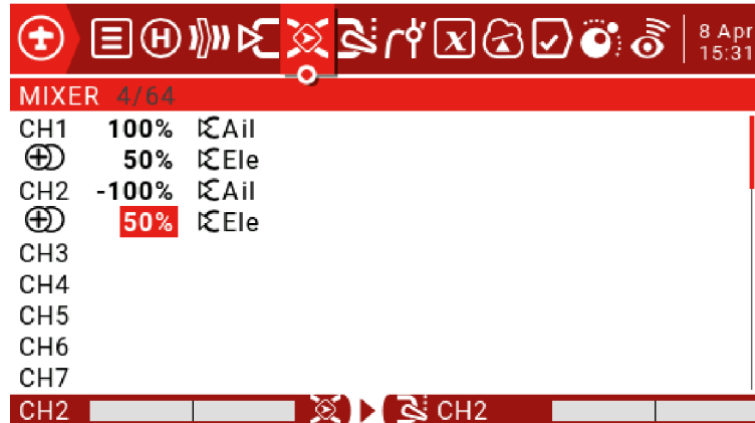 8 Apr
15:31
MIXER 4/64
CH1 100% Ail
50% Ele
CH2 -100% Ail
50% Ele
CH3
CH4
CH5
CH6
CH7
CH2 CH2